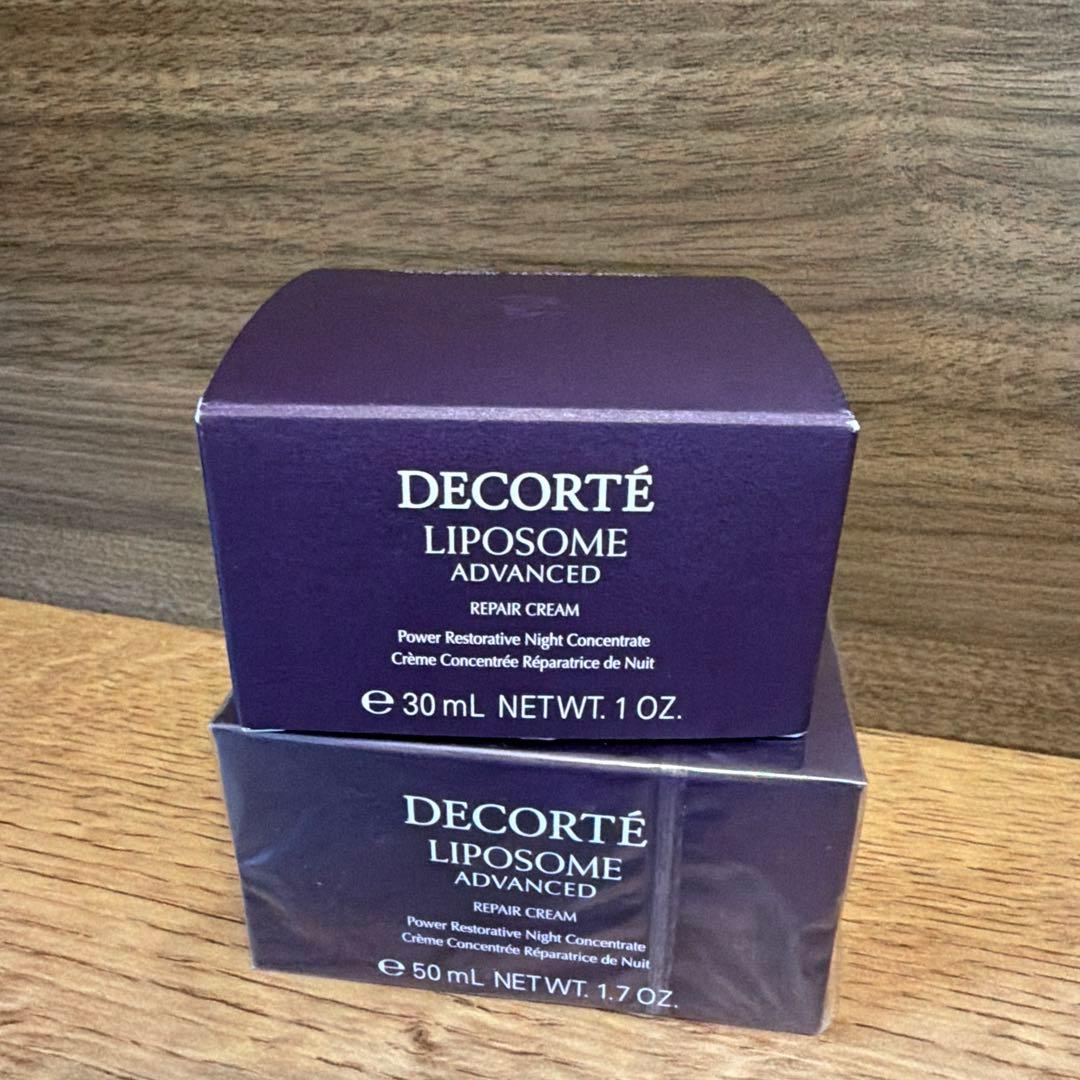 DECORTÉ
LIPOSOME
ADVANCED
REPAIR CREAM
Power Restorative Night Concentrate
Crème Concentrée Réparatrice de Nuit
℮ 30 mL NETWT. 1 OZ.
DECORTÉ
LIPOSOME
ADVANCED
REPAIR CREAM
Power Restorative Night Concentrate
Crème Concentrée Réparatrice de Nuit
℮ 50 mL NETWT. 1.7 OZ.